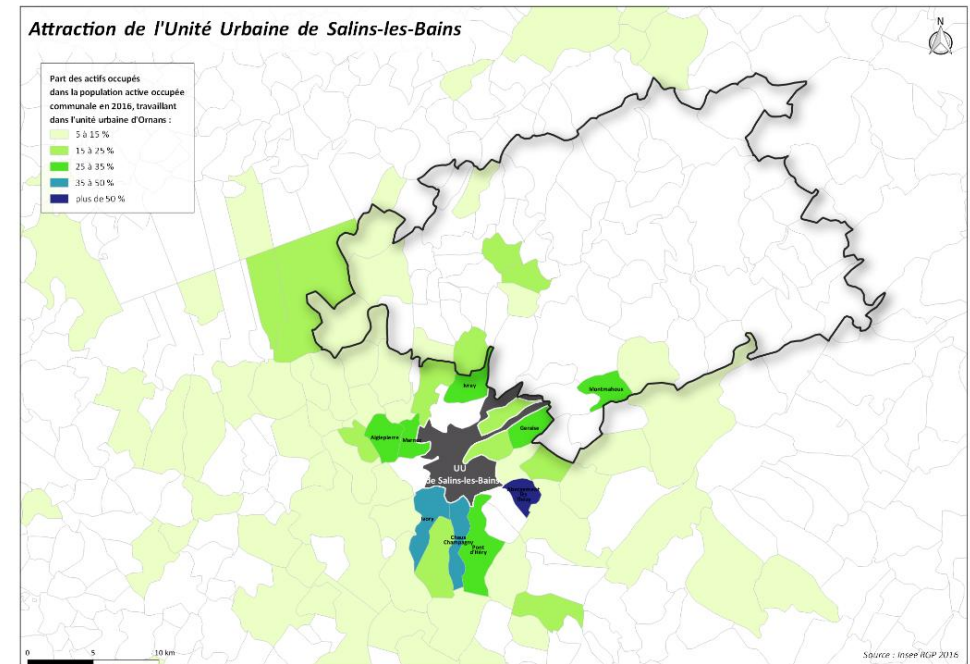 Attraction de l'Unité Urbaine de Salins-les-Bains
N
Part des actifs occupés
dans la population active occupée
communale en 2016, travaillant
dans l'unité urbaine d'Ornans :
5 à 15 %
15 à 25 %
25 à 35 %
35 à 50 %
plus de 50 %
Montmahoux
Geraise
Aiglepierre
Marnoz
UU
de Salins-les-Bains
Ivory
Chaux
Champagny
Pont
d'Héry
0
5
10 km
Source : Insee RGP 2016